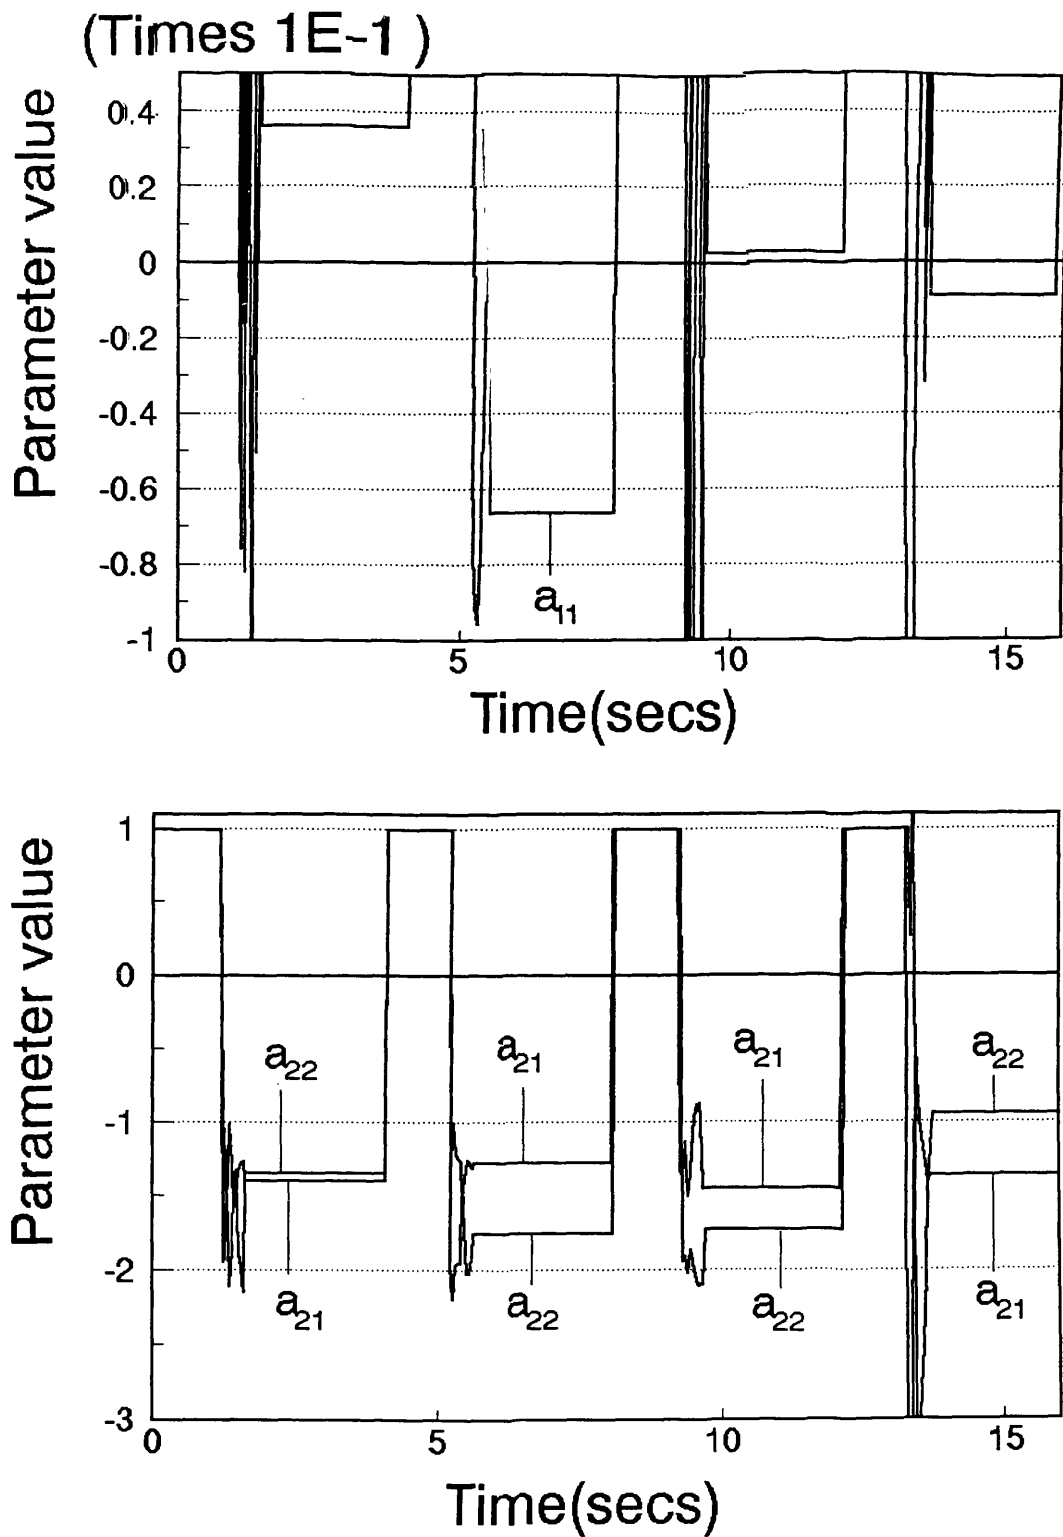 (Times 1E-1 )
Parameter value
0.4
0.2
0
-0.2
-0.4
-0.6
-0.8
-1
a11
0 5 10 15
Time(secs)
Parameter value
1
0
-1
-2
-3
a22 a21 a21 a22
a21 a22 a22 a21
0 5 10 15
Time(secs)